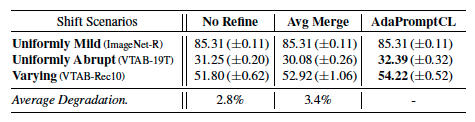 Shift Scenarios No Refine Avg Merge AdaPromptCL
Uniformly Mild (ImageNet-R) 85.31 (±0.11) 85.31 (±0.11) 85.31 (±0.11)
Uniformly Abrupt (VTAB-19T) 31.25 (±0.20) 30.08 (±0.26) 32.39 (±0.32)
Varying (VTAB-Rec10) 51.80 (±0.62) 52.92 (±1.06) 54.22 (±0.52)
Average Degradation. 2.8% 3.4% -